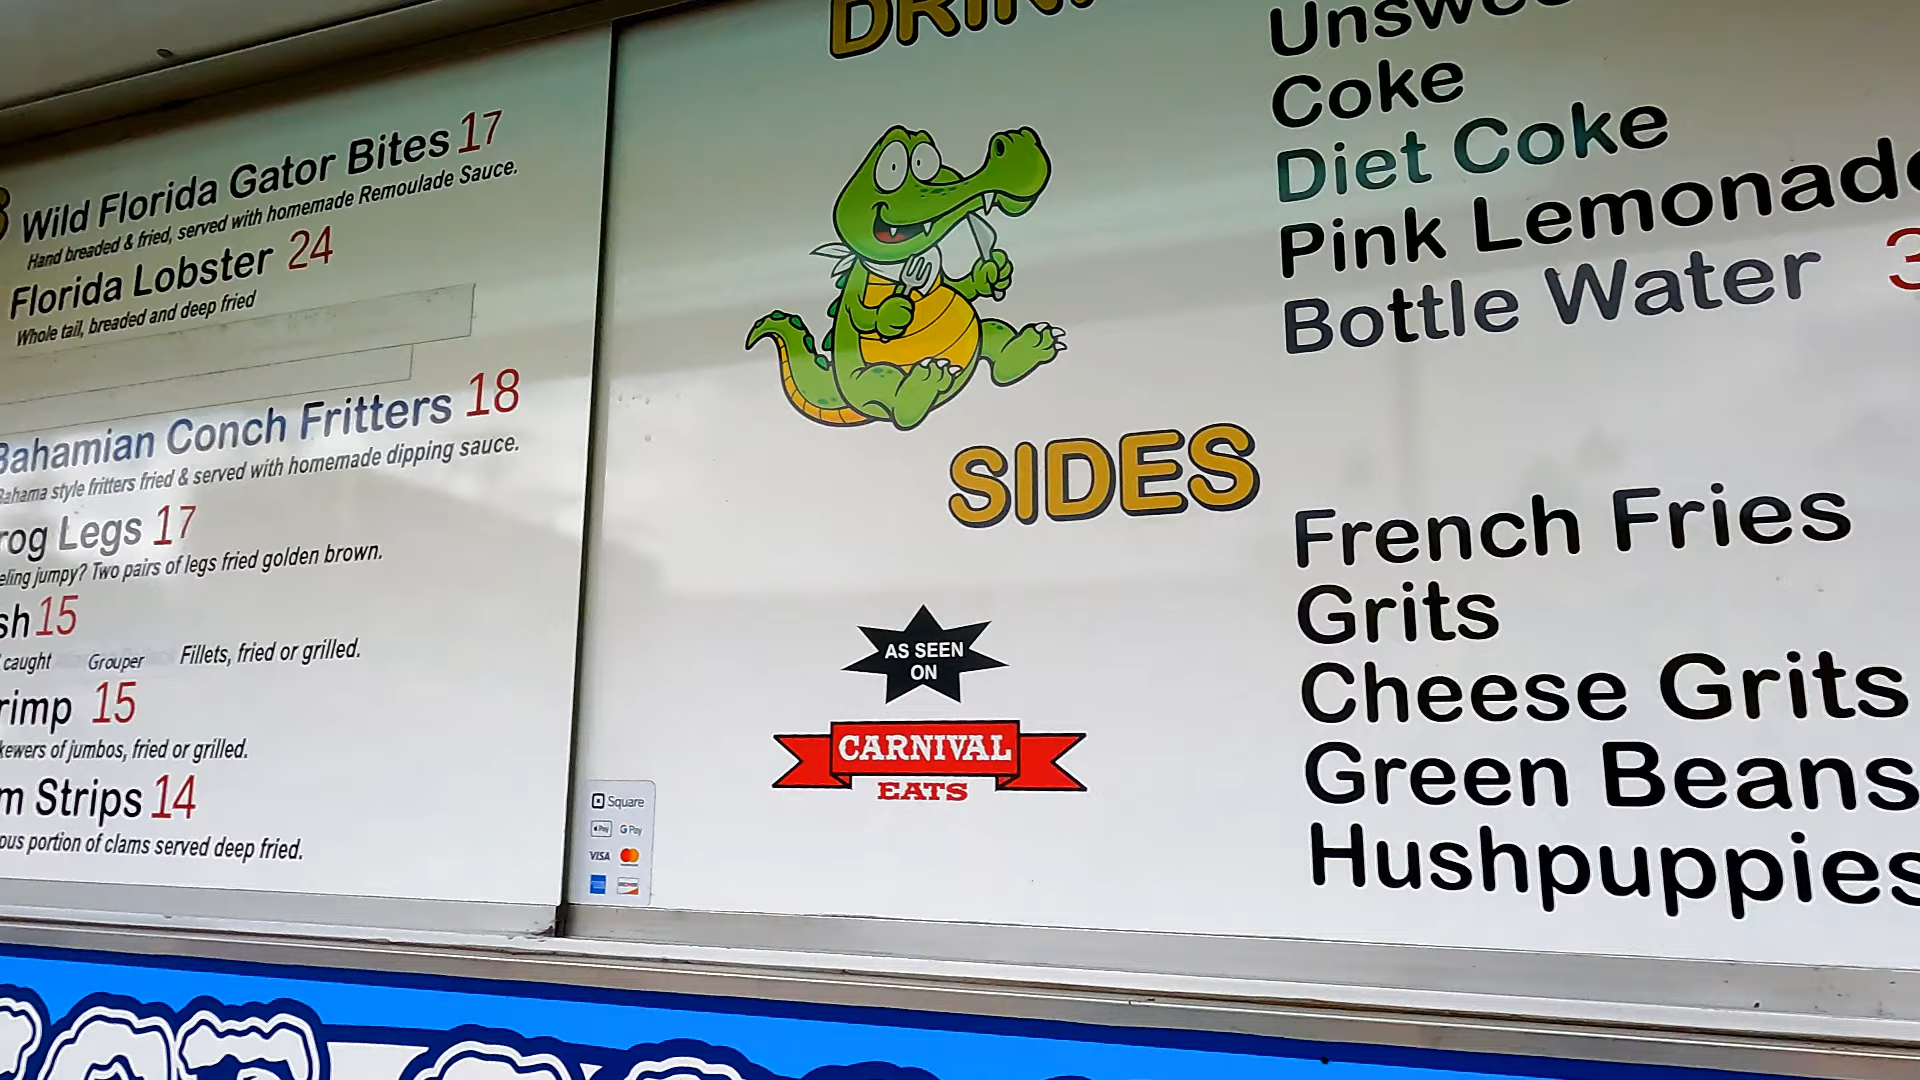 Wild Florida Gator Bites 17
Hand breaded & fried, served with homemade Remoulade Sauce.
Florida Lobster 24
Whole tail, breaded and deep fried
Bahamian Conch Fritters 18
Bahama style fritters fried & served with homemade dipping sauce.
rog Legs 17
eling jumpy? Two pairs of legs fried golden brown.
sh 15
caught Grouper Fillets, fried or grilled.
rimp 15
kewers of jumbos, fried or grilled.
m Strips 14
ous portion of clams served deep fried.
DRIN
Unswe
Coke
Diet Coke
Pink Lemonade
Bottle Water 3
SIDES
French Fries
Grits
Cheese Grits
Green Beans
Hushpuppies
AS SEEN
ON
CARNIVAL
EATS
Square
Pay G Pay
VISA